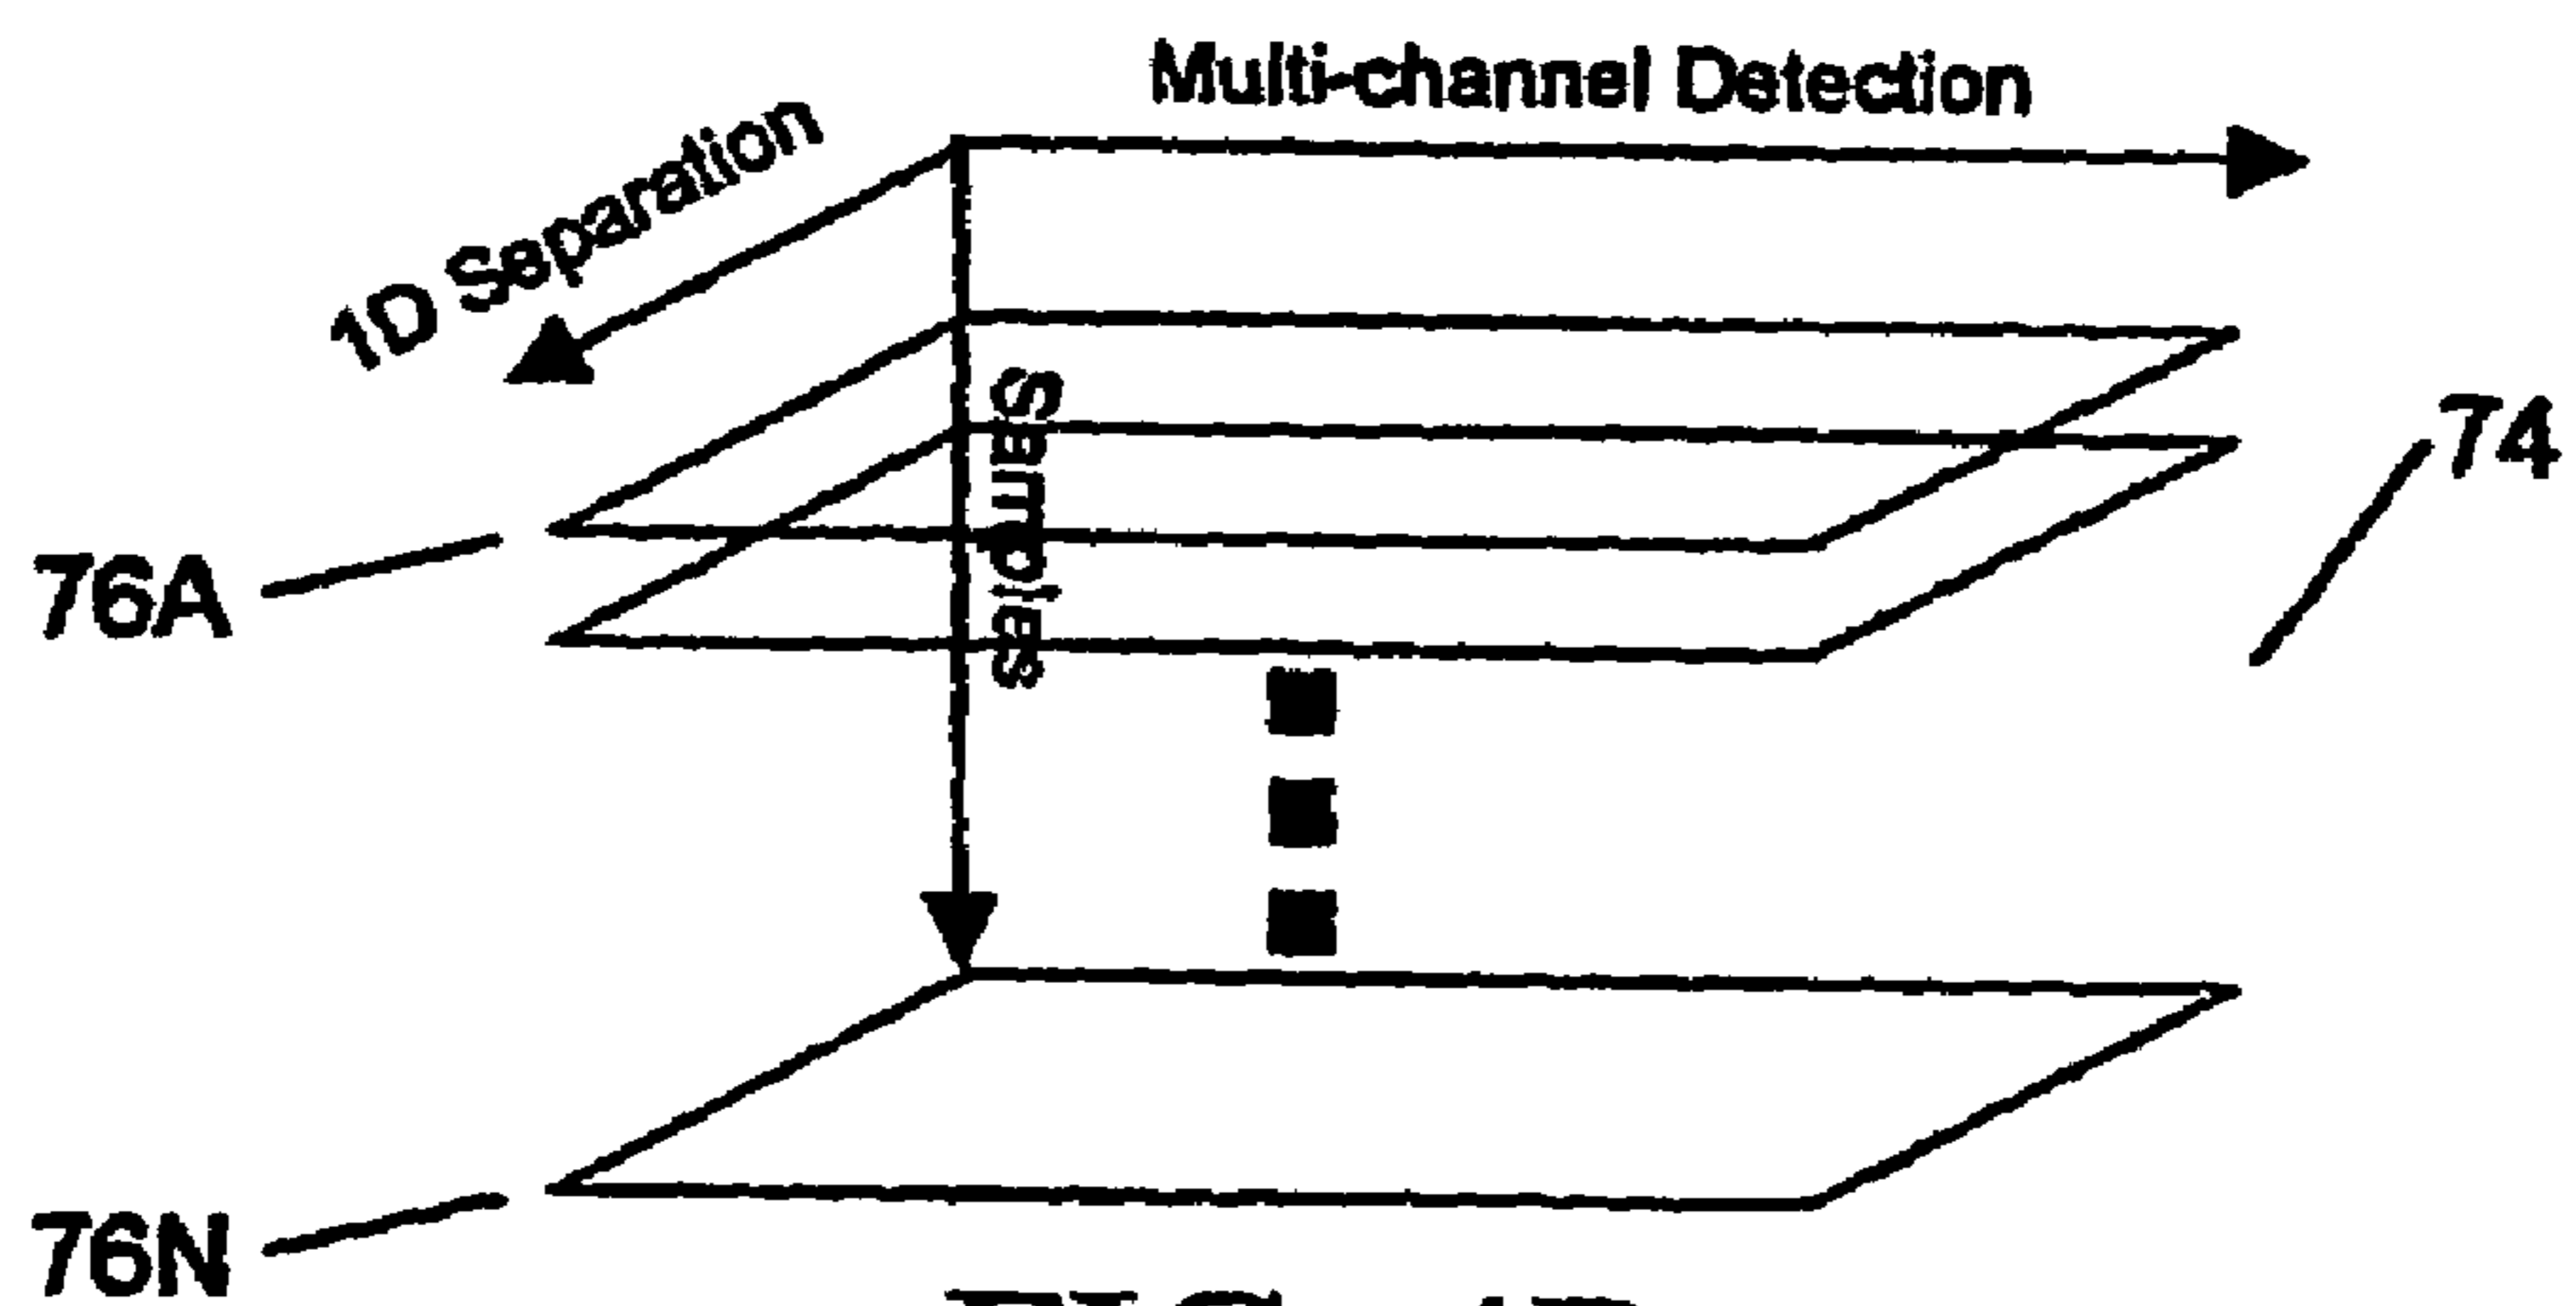 Multi-channel Detection
1D Separation
Samples
74
76A
76N